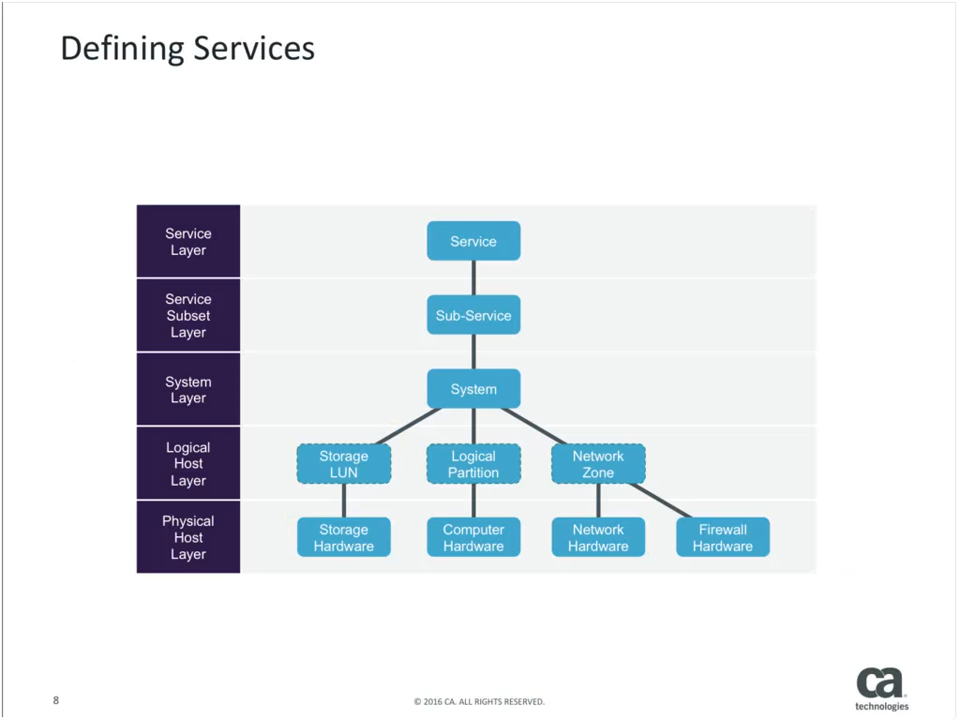 Defining Services
Service
Layer
Service
Service
Subset
Layer
Sub-Service
System
Layer
System
Logical
Host
Layer
Storage
LUN
Logical
Partition
Network
Zone
Physical
Host
Layer
Storage
Hardware
Computer
Hardware
Network
Hardware
Firewall
Hardware
8
© 2016 CA. ALL RIGHTS RESERVED.
ca
technologies